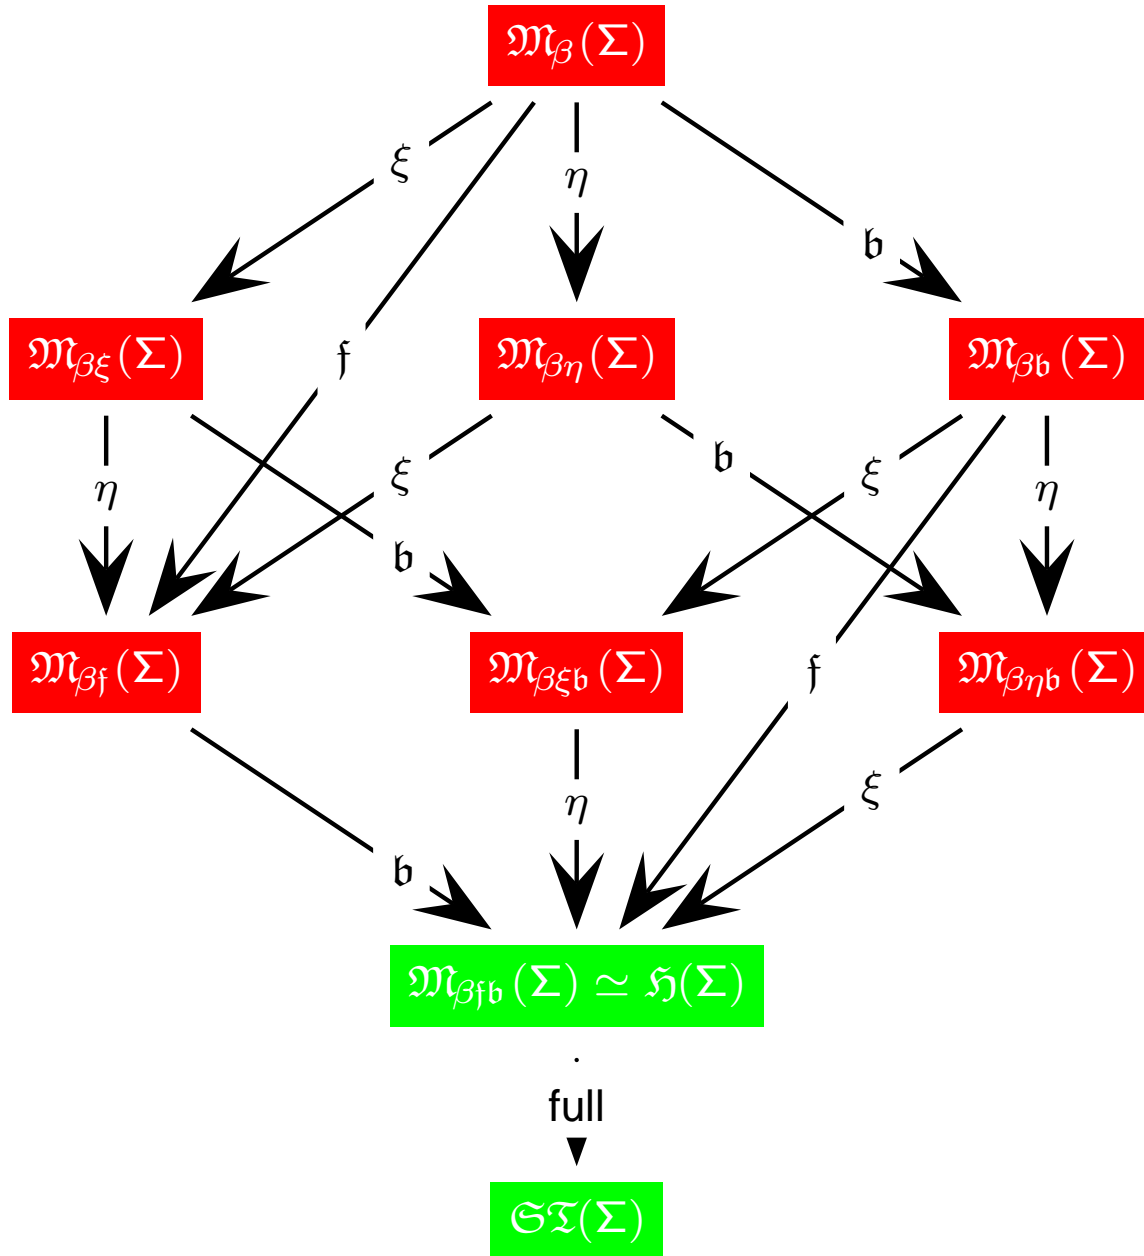 𝔐β(Σ)
ξ
η
𝔟
𝔐βξ(Σ)
𝔣
𝔐βη(Σ)
𝔐β𝔟(Σ)
η
𝔟
ξ
𝔟
ξ
η
𝔐β𝔣(Σ)
𝔐βξ𝔟(Σ)
𝔣
𝔐βη𝔟(Σ)
𝔟
η
ξ
𝔐β𝔣𝔟(Σ) ≃ ℌ(Σ)
full
𝔖𝔗(Σ)